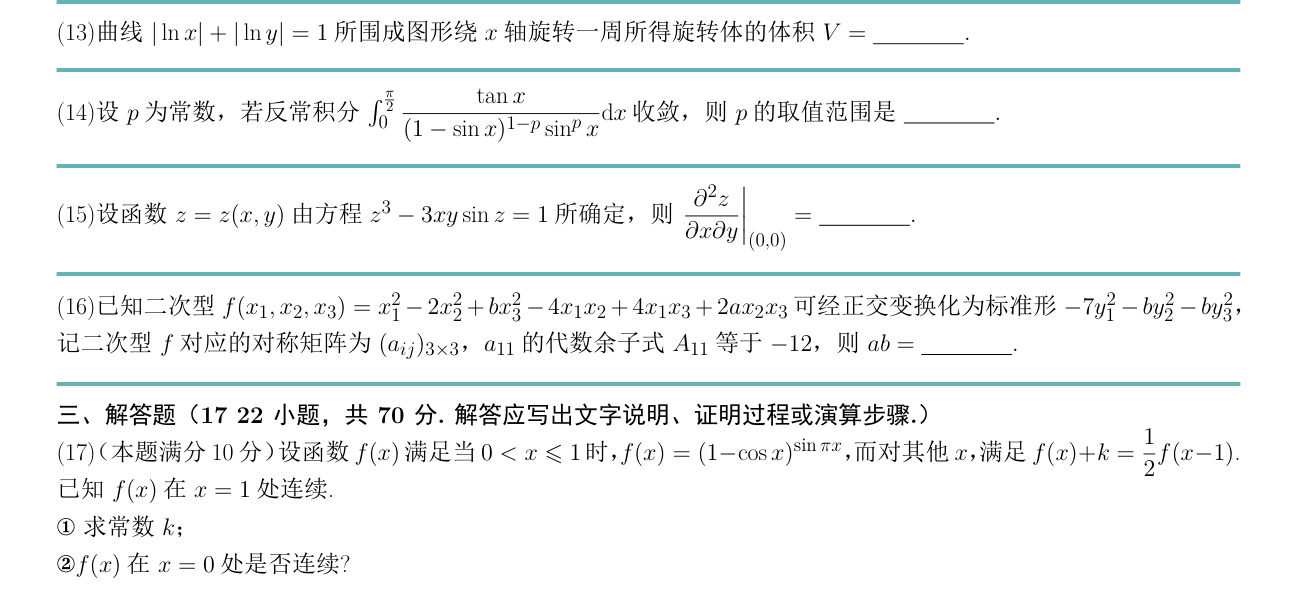 (13)曲线 |ln x| + |ln y| = 1 所围成图形绕 x 轴旋转一周所得旋转体的体积 V = ________.
(14)设 p 为常数，若反常积分 ∫₀^{π/2} tan x / ((1 − sin x)^{1−p} sin^p x) dx 收敛，则 p 的取值范围是 ________.
(15)设函数 z = z(x, y) 由方程 z³ − 3xy sin z = 1 所确定，则 ∂²z/∂x∂y |_(0,0) = ________.
(16)已知二次型 f(x₁, x₂, x₃) = x₁² − 2x₂² + bx₃² − 4x₁x₂ + 4x₁x₃ + 2ax₂x₃ 可经正交变换化为标准形 −7y₁² − by₂² − by₃²，
记二次型 f 对应的对称矩阵为 (a_{ij})_{3×3}，a₁₁ 的代数余子式 A₁₁ 等于 −12，则 ab = ________.
三、解答题（17 22 小题，共 70 分. 解答应写出文字说明、证明过程或演算步骤.）
(17)（本题满分 10 分）设函数 f(x) 满足当 0 < x ⩽ 1 时，f(x) = (1−cos x)^{sin πx}，而对其他 x，满足 f(x)+k = 1/2 f(x−1).
已知 f(x) 在 x = 1 处连续.
① 求常数 k；
②f(x) 在 x = 0 处是否连续?